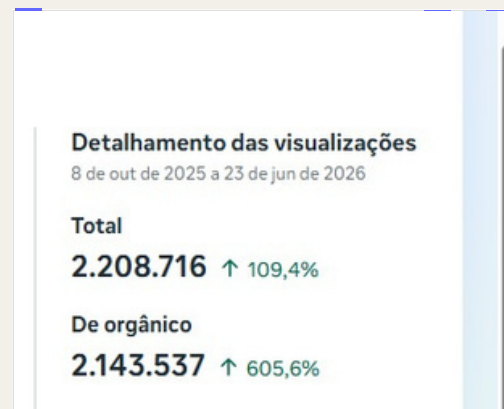 Detalhamento das visualizações
8 de out de 2025 a 23 de jun de 2026
Total
2.208.716 ↑ 109,4%
De orgânico
2.143.537 ↑ 605,6%